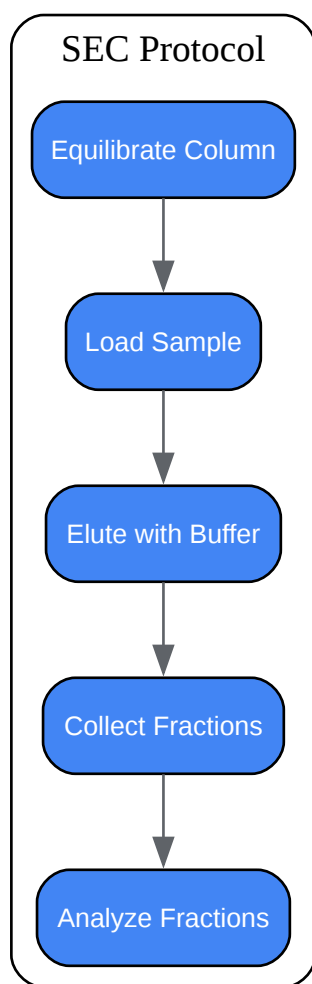 SEC Protocol
Equilibrate Column
Load Sample
Elute with Buffer
Collect Fractions
Analyze Fractions